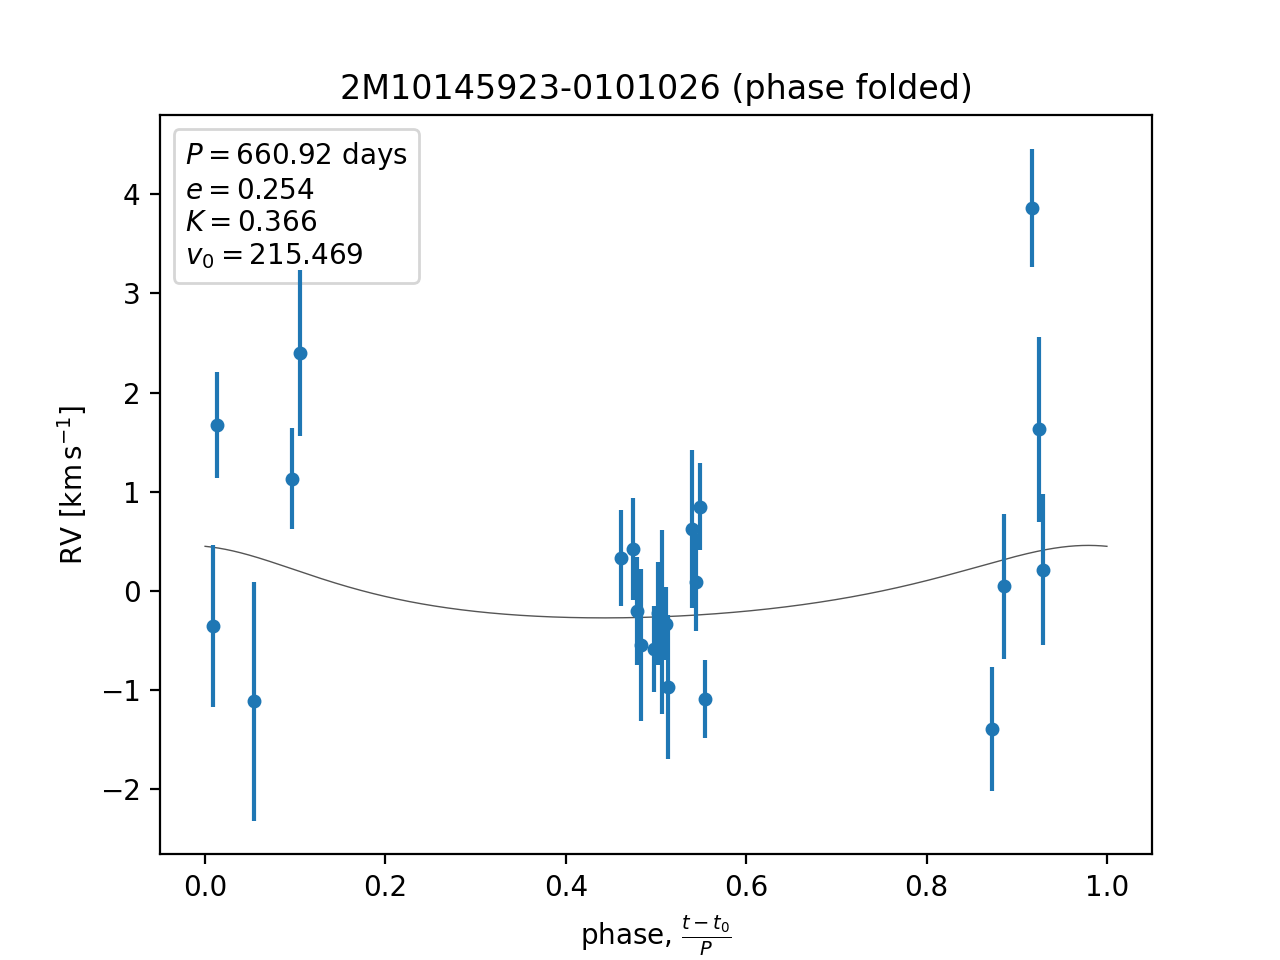 2M10145923-0101026 (phase folded)
P = 660.92 days
e = 0.254
K = 0.366
v₀ = 215.469
4
3
2
1
0
−1
−2
RV [km s⁻¹]
0.0 0.2 0.4 0.6 0.8 1.0
phase, (t − t₀)/P